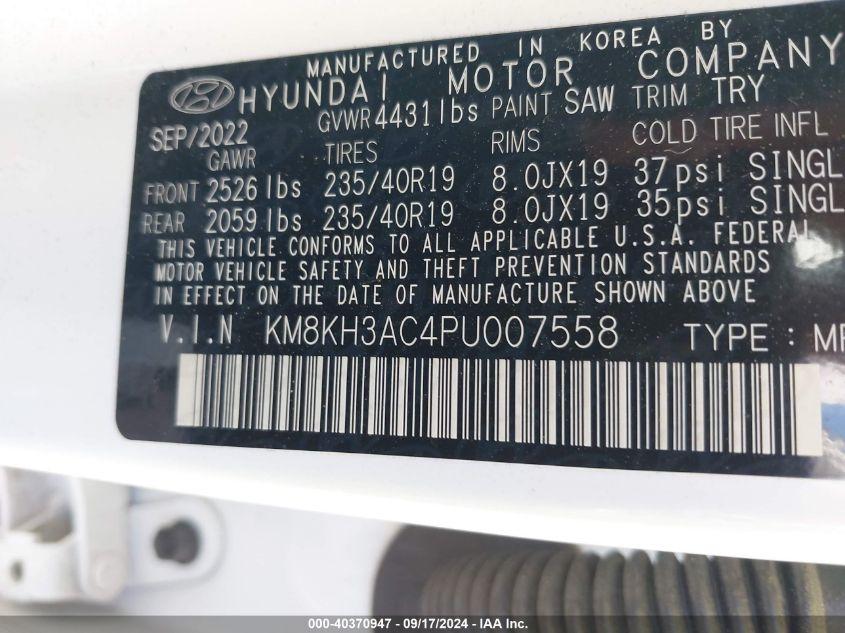 MANUFACTURED IN KOREA BY
HYUNDAI MOTOR COMPANY
SEP/2022 GVWR 4431 lbs PAINT SAW TRIM TRY
GAWR TIRES RIMS COLD TIRE INFL
FRONT 2526 lbs 235/40R19 8.0JX19 37psi SINGL
REAR 2059 lbs 235/40R19 8.0JX19 35psi SINGL
THIS VEHICLE CONFORMS TO ALL APPLICABLE U.S.A. FEDERAL
MOTOR VEHICLE SAFETY AND THEFT PREVENTION STANDARDS
IN EFFECT ON THE DATE OF MANUFACTURE SHOWN ABOVE
V.I.N KM8KH3AC4PU007558 TYPE : MP
000-40370947 / 09/17/2024 - IAA Inc.